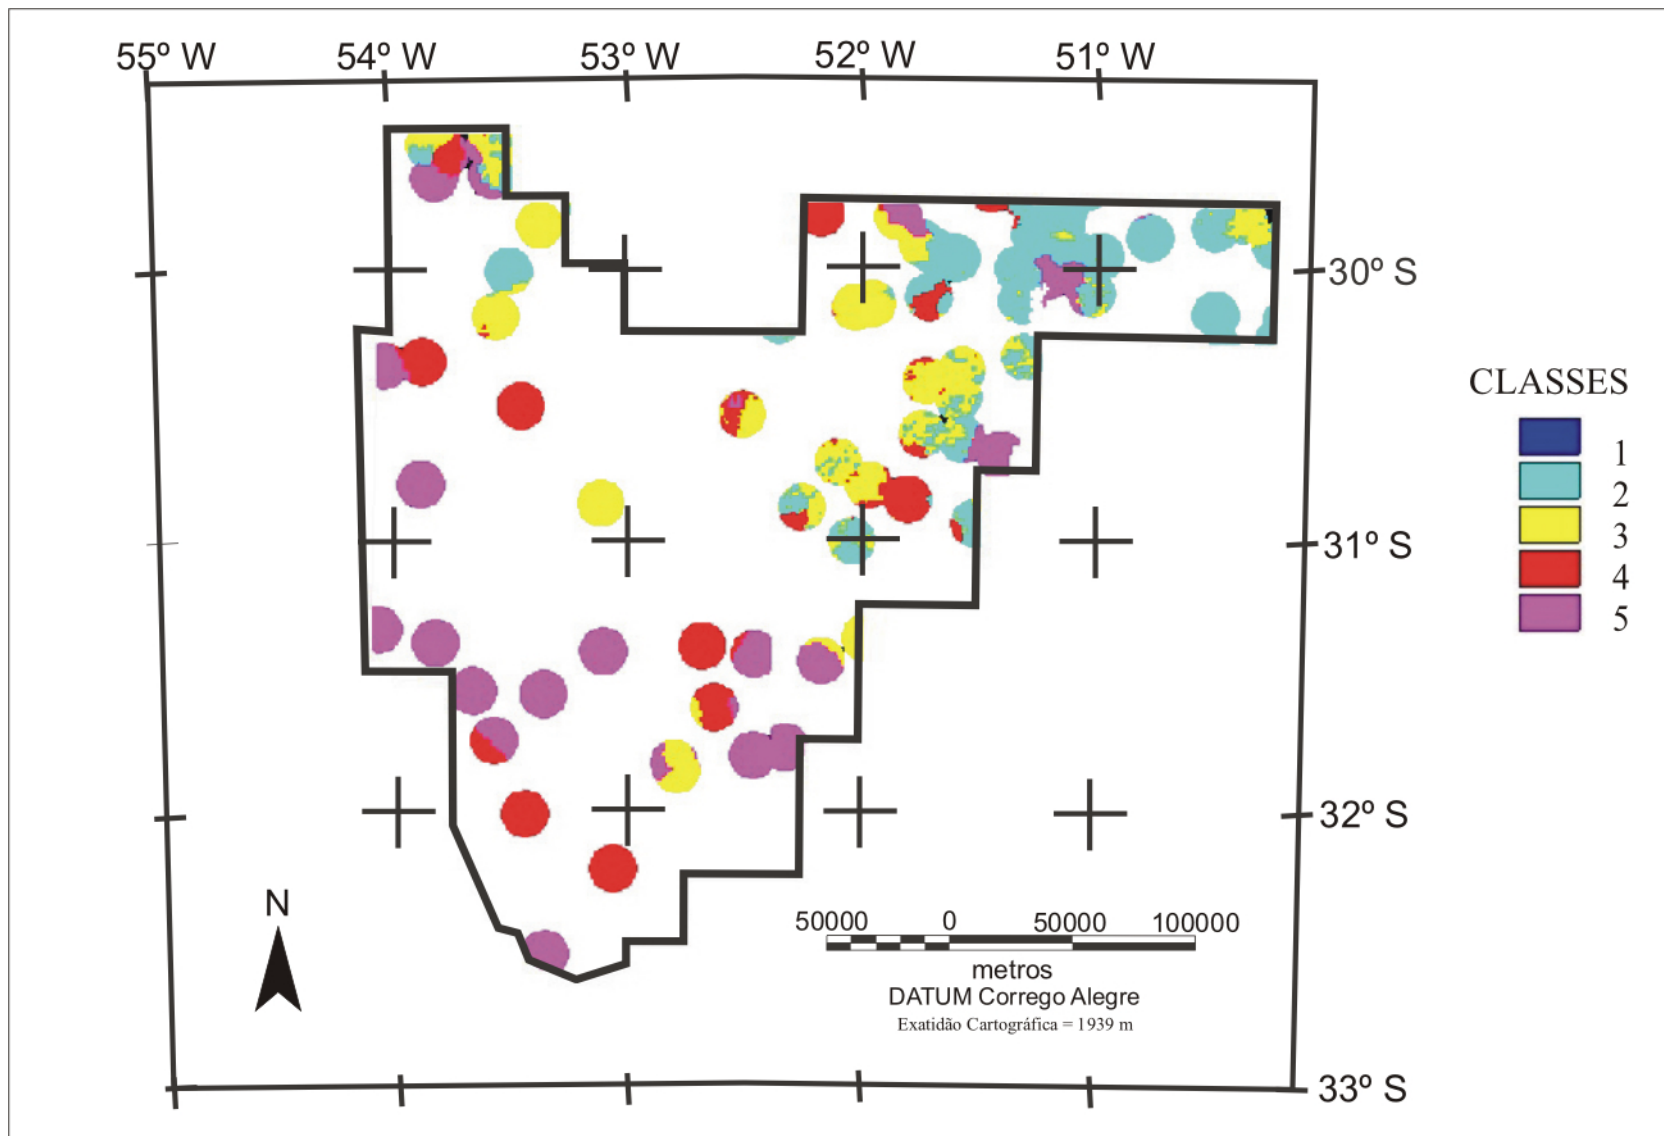 55º W 54º W 53º W 52º W 51º W
30º S
CLASSES
1
2
3
4
5
31º S
32º S
N
50000 0 50000 100000
metros
DATUM Corrego Alegre
Exatidão Cartográfica = 1939 m
33º S